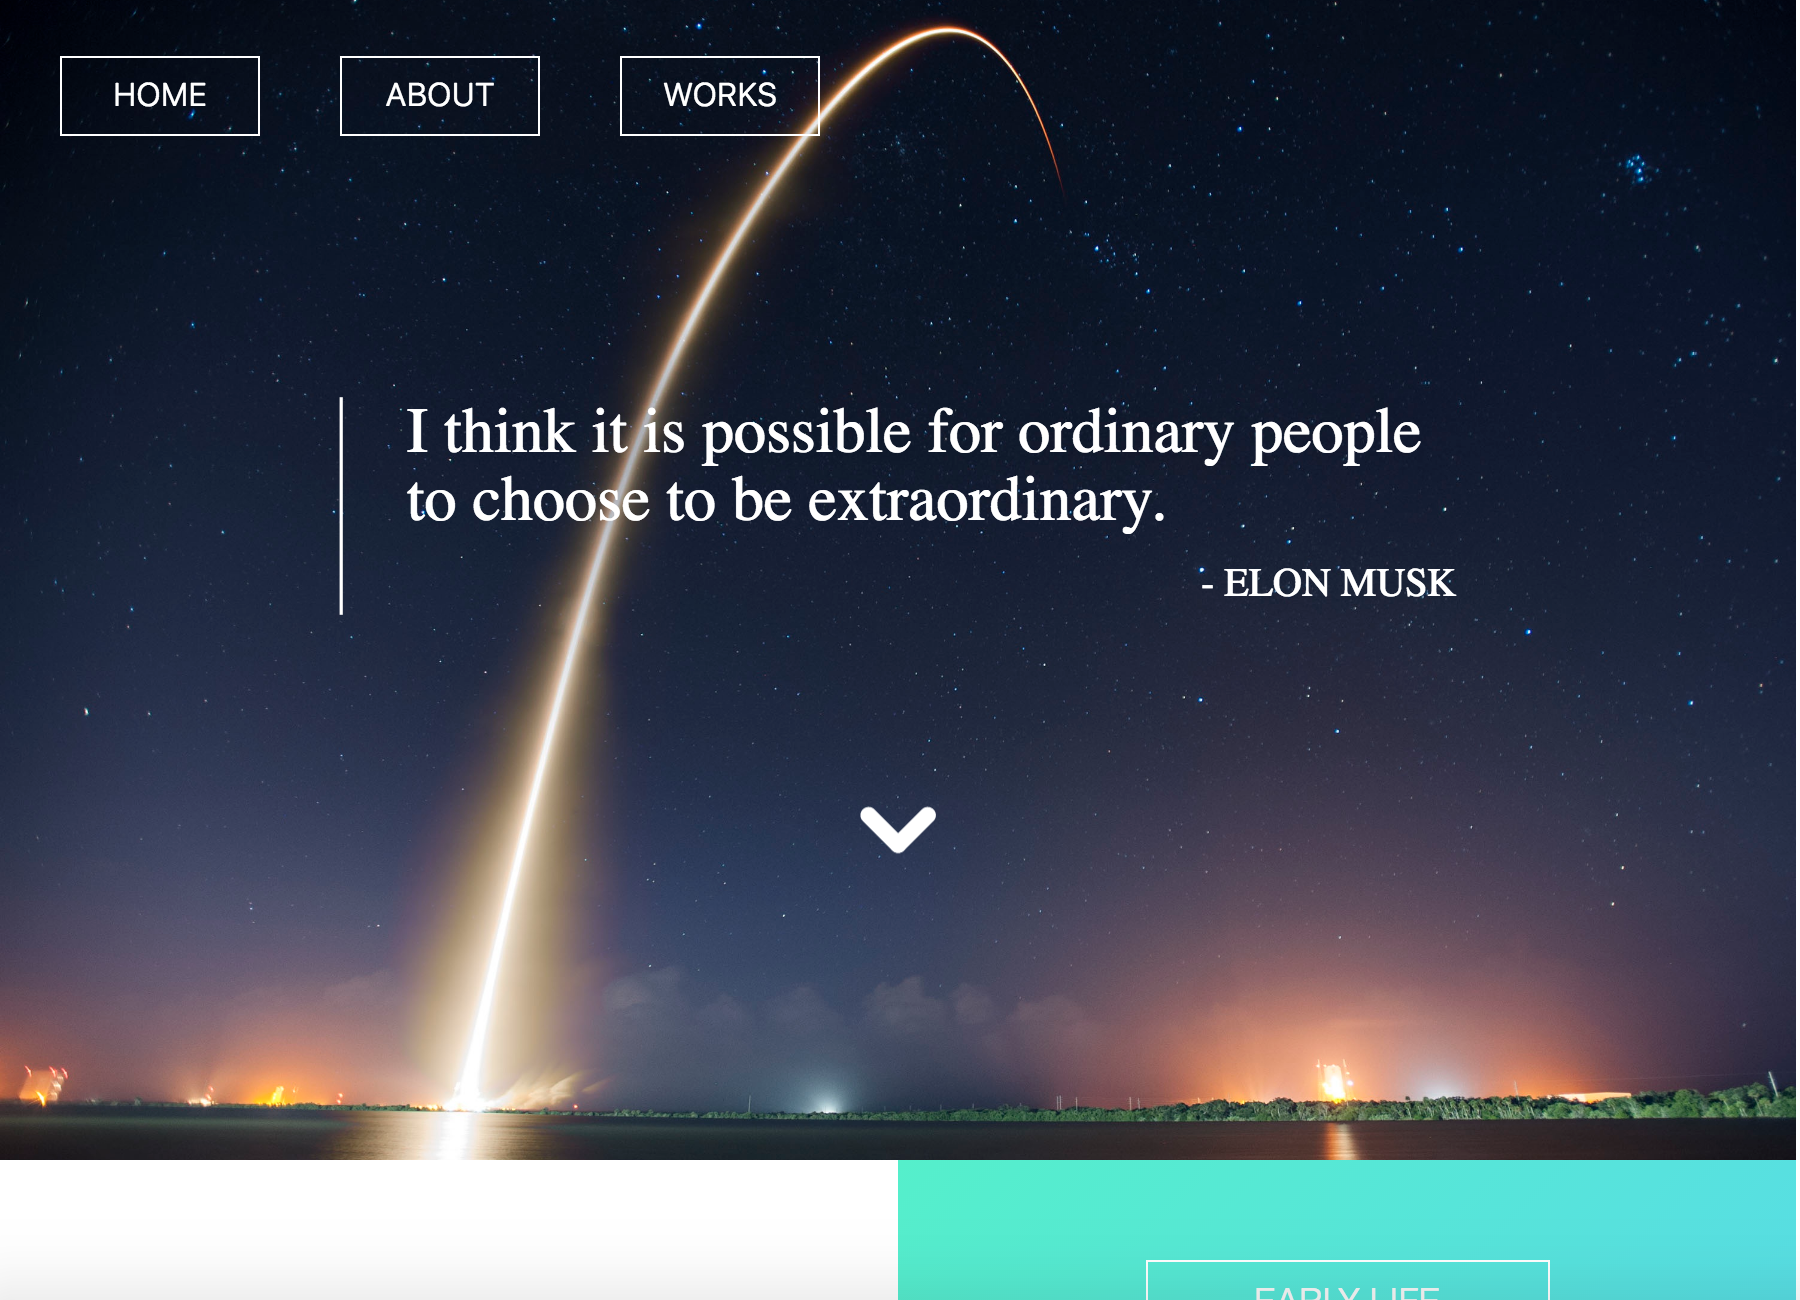 HOME
ABOUT
WORKS
I think it is possible for ordinary people
to choose to be extraordinary.
- ELON MUSK
EARLY LIFE